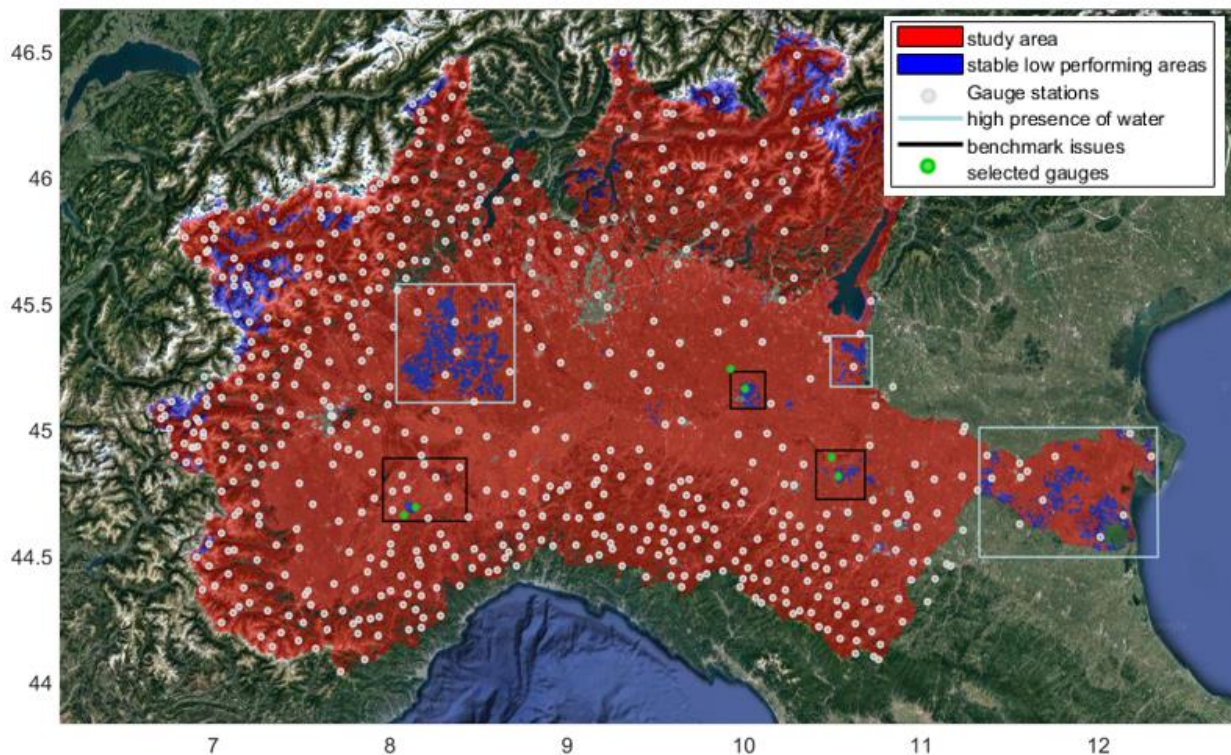 46.5
46
45.5
45
44.5
44
7
8
9
10
11
12
study area
stable low performing areas
Gauge stations
high presence of water
benchmark issues
selected gauges